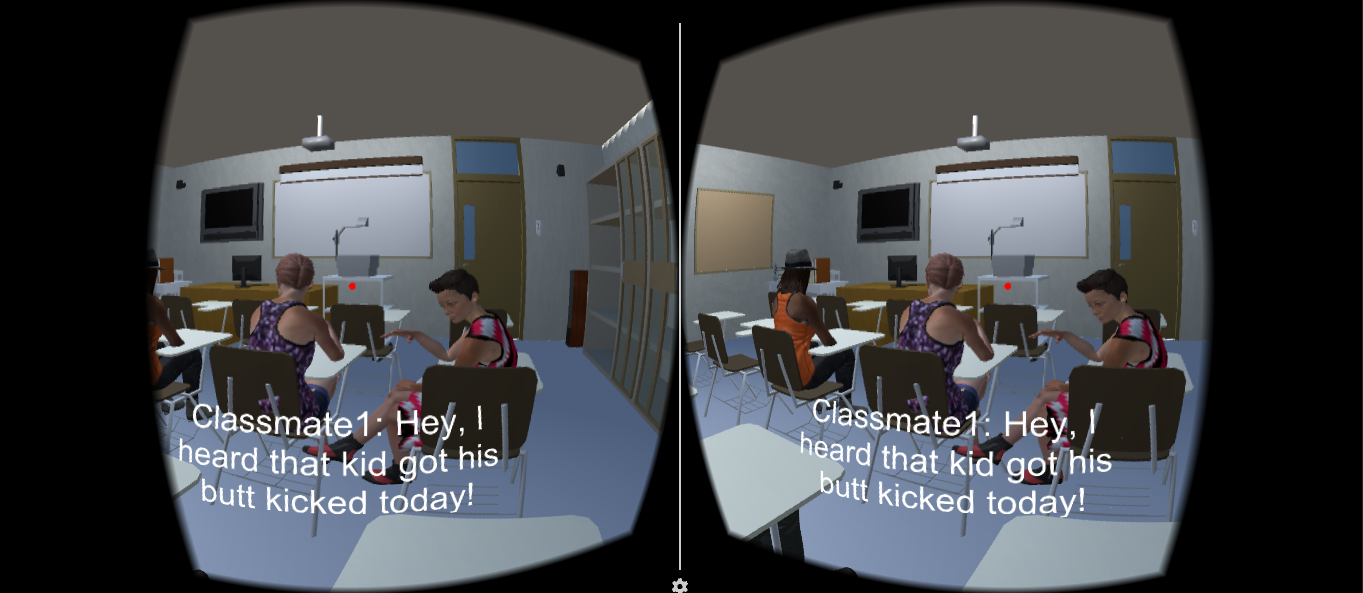 Classmate1: Hey, I
heard that kid got his
butt kicked today!
Classmate1: Hey, I
heard that kid got his
butt kicked today!